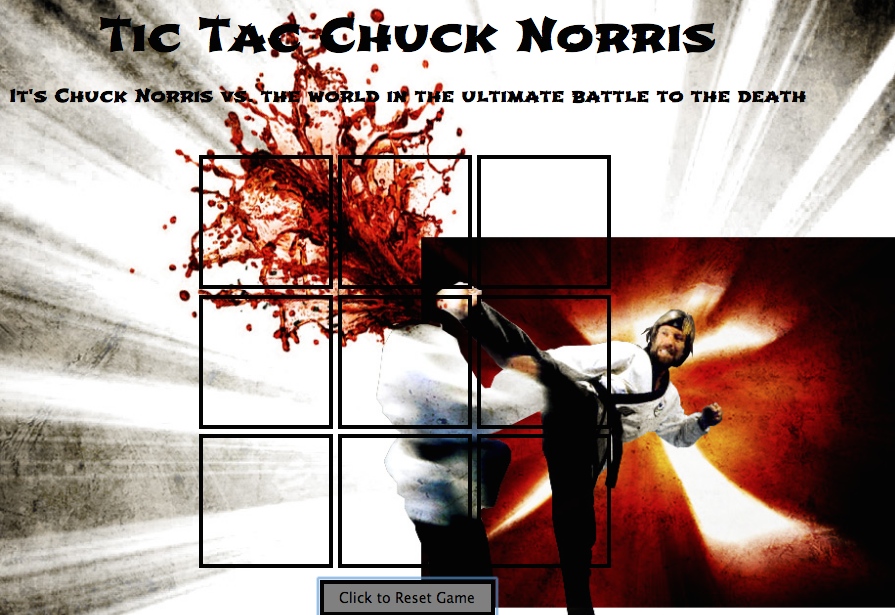 Tic Tac Chuck Norris
It's Chuck Norris vs. the world in the ultimate battle to the death
Click to Reset Game